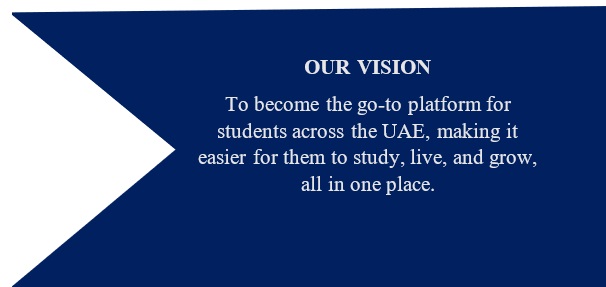 OUR VISION
To become the go-to platform for
students across the UAE, making it
easier for them to study, live, and grow,
all in one place.